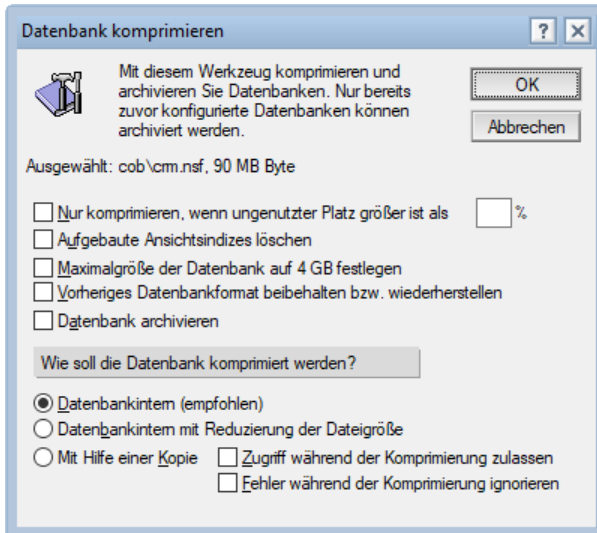 Datenbank komprimieren
Mit diesem Werkzeug komprimieren und
archivieren Sie Datenbanken. Nur bereits
zuvor konfigurierte Datenbanken können
archiviert werden.
OK
Abbrechen
Ausgewählt: cob\crm.nsf, 90 MB Byte
Nur komprimieren, wenn ungenutzter Platz größer ist als %
Aufgebaute Ansichtsindizes löschen
Maximalgröße der Datenbank auf 4 GB festlegen
Vorheriges Datenbankformat beibehalten bzw. wiederherstellen
Datenbank archivieren
Wie soll die Datenbank komprimiert werden?
Datenbankintern (empfohlen)
Datenbankintern mit Reduzierung der Dateigröße
Mit Hilfe einer Kopie Zugriff während der Komprimierung zulassen
Fehler während der Komprimierung ignorieren